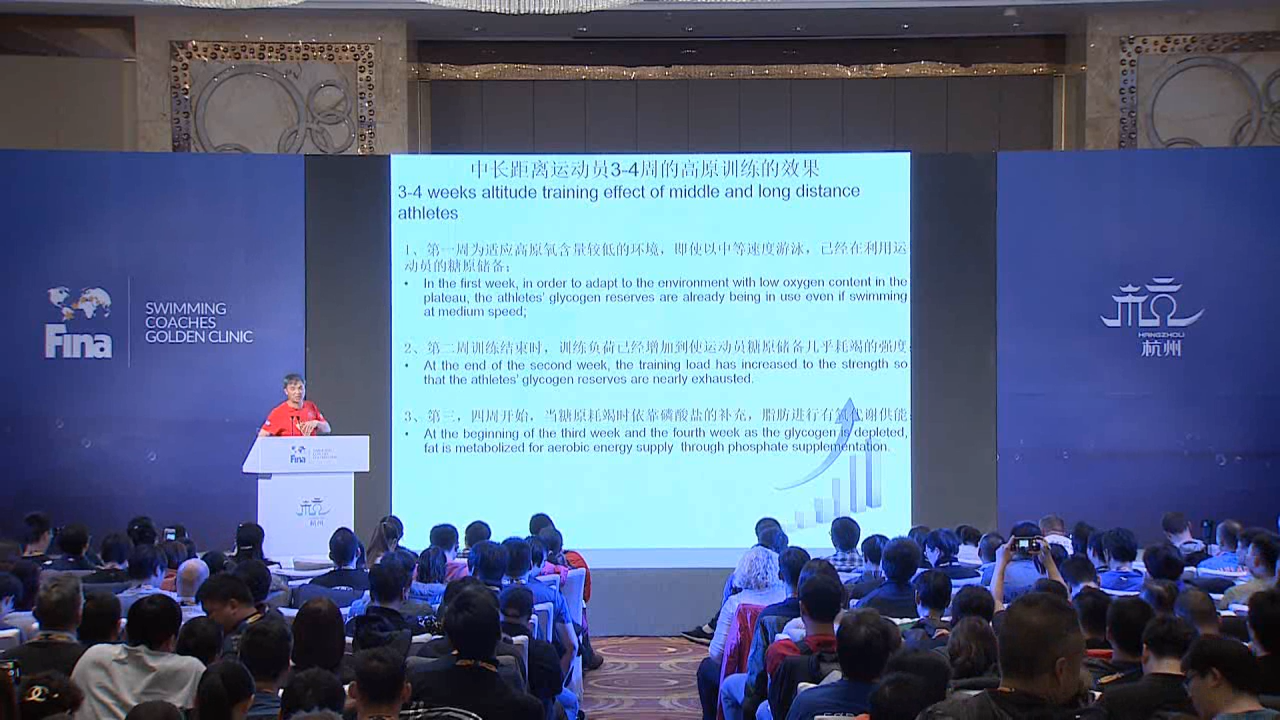 中长距离运动员3-4周的高原训练的效果
3-4 weeks altitude training effect of middle and long distance
athletes
1、第一周为适应高原氧含量较低的环境，即使以中等速度游泳，已经在利用运
动员的糖原储备；
• In the first week, in order to adapt to the environment with low oxygen content in the
plateau, the athletes' glycogen reserves are already being in use even if swimming
at medium speed;
2、第二周训练结束时，训练负荷已经增加到使运动员糖原储备几乎耗竭的强度；
• At the end of the second week, the training load has increased to the strength so
that the athletes' glycogen reserves are nearly exhausted.
3、第三，四周开始，当糖原耗竭时依靠磷酸盐的补充，脂肪进行有氧代谢供能；
• At the beginning of the third week and the fourth week as the glycogen is depleted,
fat is metabolized for aerobic energy supply through phosphate supplementation.
Fina
SWIMMING
COACHES
GOLDEN CLINIC
HANGZHOU
杭州
Fina
杭州